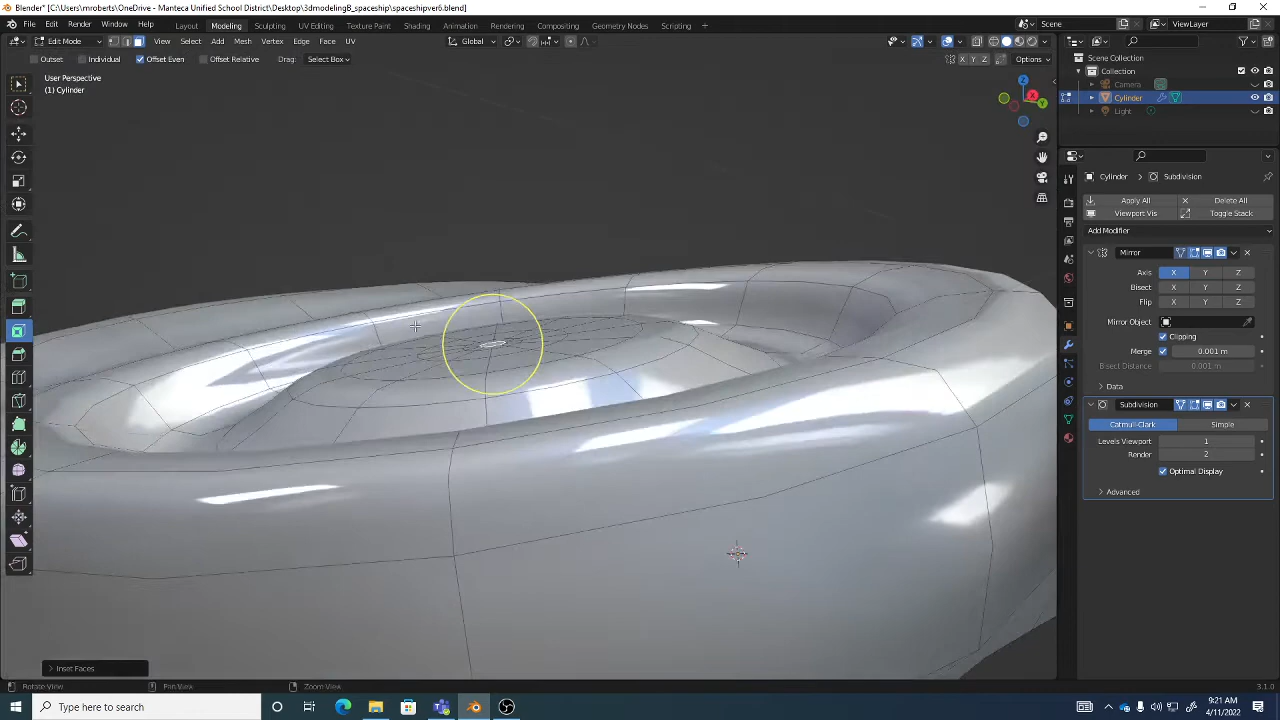 Blender* [C:\Users\mroberts\OneDrive - Manteca Unified School District\Desktop\3dmodeling8_spaceship\spaceshipver6.blend]
File Edit Render Window Help Layout Modeling Sculpting UV Editing Texture Paint Shading Animation Rendering Compositing Geometry Nodes Scripting + Scene ViewLayer
Edit Mode View Select Add Mesh Vertex Edge Face UV Global
Outset Individual Offset Even Offset Relative Drag: Select Box X Y Z Options
User Perspective
(1) Cylinder
Z
X
Y
Scene Collection
Collection
Camera
Cylinder
Light
Cylinder > Subdivision
Apply All Delete All
Viewport Vis Toggle Stack
Add Modifier
Mirror
Axis X Y Z
Bisect X Y Z
Flip X Y Z
Mirror Object
Clipping
Merge 0.001 m
Bisect Distance 0.001 m
Data
Subdivision
Catmull-Clark Simple
Levels Viewport 1
Render 2
Optimal Display
Advanced
Inset Faces
Rotate View Pan View Zoom View 3.1.0
Type here to search
9:21 AM
4/11/2022